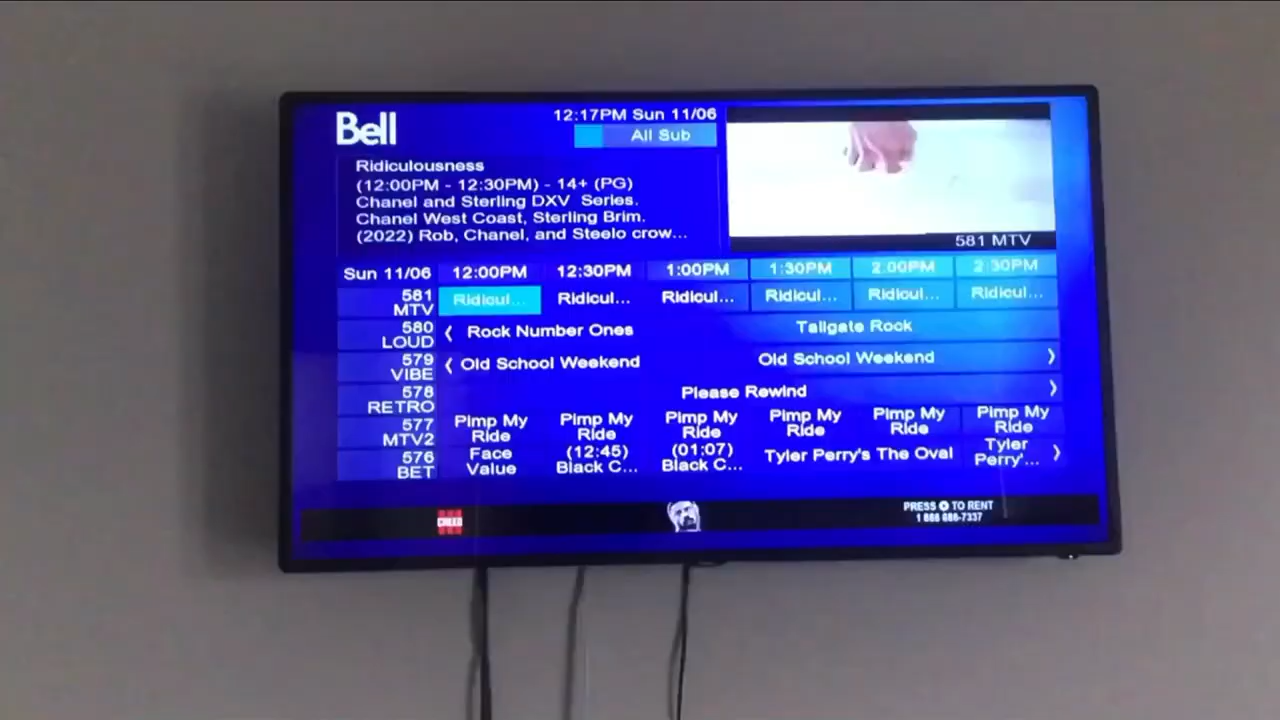 Bell
12:17PM Sun 11/06
All Sub
Ridiculousness
(12:00PM - 12:30PM) - 14+ (PG)
Chanel and Sterling DXV Series.
Chanel West Coast, Sterling Brim.
(2022) Rob, Chanel, and Steelo crow...
581 MTV
Sun 11/06 12:00PM 12:30PM 1:00PM 1:30PM 2:00PM 2:30PM
581 MTV Ridicul... Ridicul... Ridicul... Ridicul... Ridicul... Ridicul...
580 LOUD Rock Number Ones Tailgate Rock
579 VIBE Old School Weekend Old School Weekend
578 RETRO Please Rewind
577 MTV2 Pimp My Ride Pimp My Ride Pimp My Ride Pimp My Ride Pimp My Ride Pimp My Ride
576 BET Face Value (12:45) Black C... (01:07) Black C... Tyler Perry's The Oval Tyler Perry'...
CREED
PRESS TO RENT
1 866 686-7337